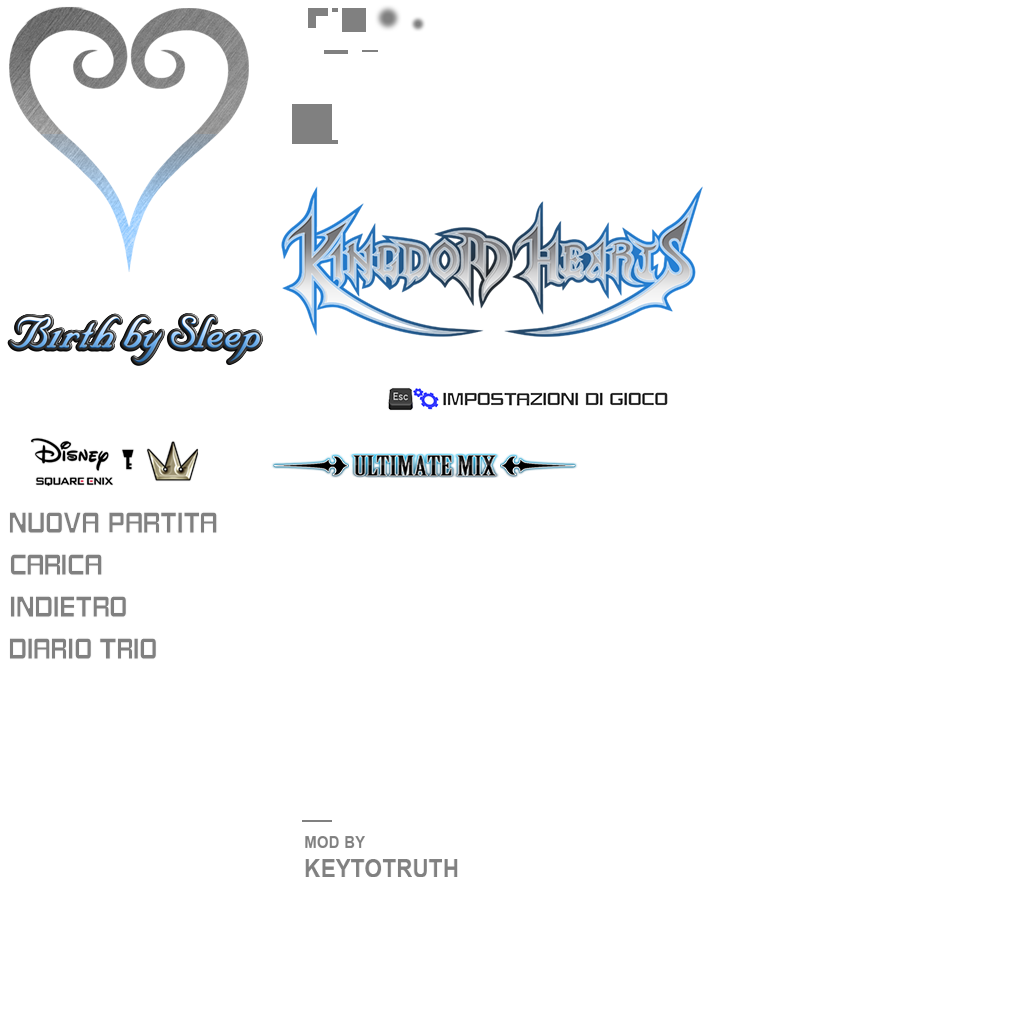 KINGDOM HEARTS
Birth by Sleep
Esc IMPOSTAZIONI DI GIOCO
Disney
SQUARE ENIX
ULTIMATE MIX
NUOVA PARTITA
CARICA
INDIETRO
DIARIO TRIO
MOD BY
KEYTOTRUTH